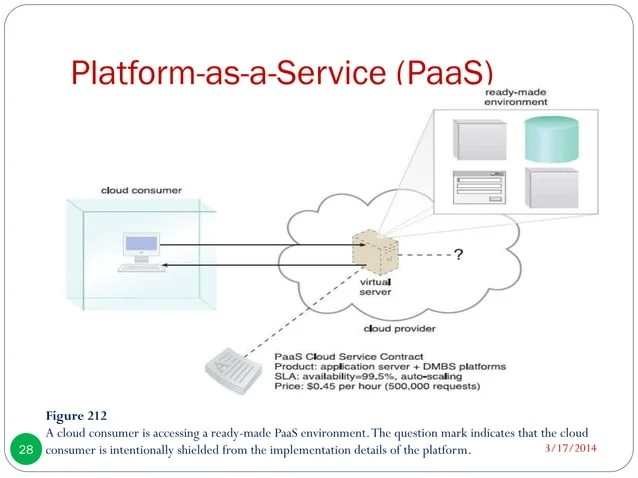 Platform-as-a-Service (PaaS)
ready-made
environment
cloud consumer
?
virtual
server
cloud provider
PaaS Cloud Service Contract
Product: application server + DMBS platforms
SLA: availability=99.5%, auto-scaling
Price: $0.45 per hour (500,000 requests)
A
Figure 212
A cloud consumer is accessing a ready-made PaaS environment. The question mark indicates that the cloud
consumer is intentionally shielded from the implementation details of the platform.
28
3/17/2014